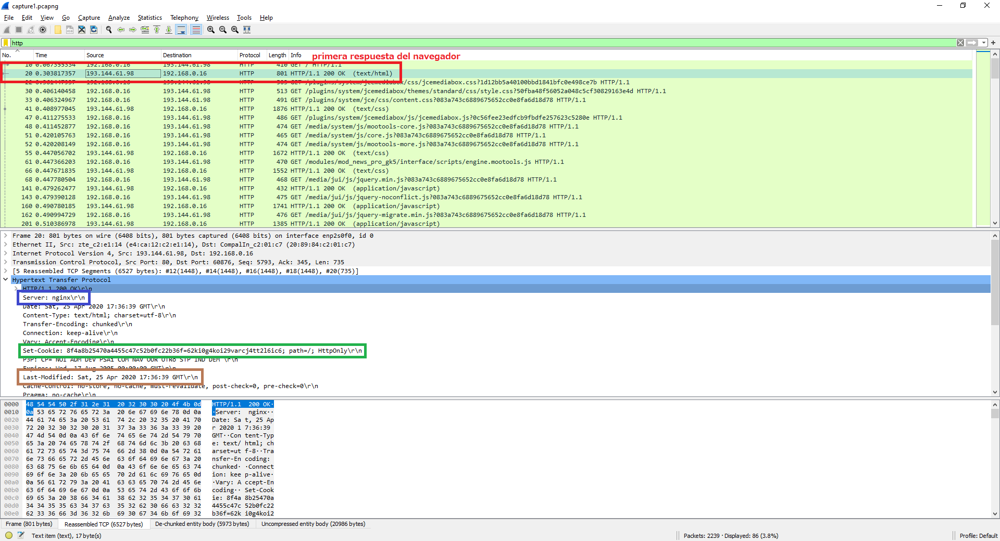 capture1.pcapng
File Edit View Go Capture Analyze Statistics Telephony Wireless Tools Help
http
No. Time Source Destination Protocol Length Info primera respuesta del navegador
10 0.067355334 192.168.0.16 193.144.61.98 HTTP 410 GET / HTTP/1.1
20 0.303817357 193.144.61.98 192.168.0.16 HTTP 801 HTTP/1.1 200 OK (text/html)
22 192.168.0.16 193.144.61.98 HTTP 505 GET /plugins/system/jcemediabox/css/jcemediabox.css?1d12bb5a40100bbd1841bfc0e498ce7b HTTP/1.1
30 0.406140458 192.168.0.16 193.144.61.98 HTTP 513 GET /plugins/system/jcemediabox/themes/standard/css/style.css?50fba48f56052a048c5cf30829163e4d HTTP/1.1
33 0.406324967 192.168.0.16 193.144.61.98 HTTP 491 GET /plugins/system/jce/css/content.css?083a743c6889675652cc0e8fa6d18d78 HTTP/1.1
41 0.408977045 193.144.61.98 192.168.0.16 HTTP 1876 HTTP/1.1 200 OK (text/css)
47 0.411275533 192.168.0.16 193.144.61.98 HTTP 486 GET /plugins/system/jcemediabox/js/jcemediabox.js?0c56fee23edfcb9fbdfe257623c5280e HTTP/1.1
48 0.411452877 192.168.0.16 193.144.61.98 HTTP 474 GET /media/system/js/mootools-core.js?083a743c6889675652cc0e8fa6d18d78 HTTP/1.1
51 0.420105763 192.168.0.16 193.144.61.98 HTTP 465 GET /media/system/js/core.js?083a743c6889675652cc0e8fa6d18d78 HTTP/1.1
52 0.420208149 192.168.0.16 193.144.61.98 HTTP 474 GET /media/system/js/mootools-more.js?083a743c6889675652cc0e8fa6d18d78 HTTP/1.1
55 0.447056702 193.144.61.98 192.168.0.16 HTTP 1672 HTTP/1.1 200 OK (text/css)
61 0.447366203 192.168.0.16 193.144.61.98 HTTP 470 GET /modules/mod_news_pro_gk5/interface/scripts/engine.mootools.js HTTP/1.1
66 0.447671835 193.144.61.98 192.168.0.16 HTTP 1552 HTTP/1.1 200 OK (text/css)
68 0.447780504 192.168.0.16 193.144.61.98 HTTP 468 GET /media/jui/js/jquery.min.js?083a743c6889675652cc0e8fa6d18d78 HTTP/1.1
141 0.479262477 193.144.61.98 192.168.0.16 HTTP 432 HTTP/1.1 200 OK (application/javascript)
143 0.479390128 192.168.0.16 193.144.61.98 HTTP 475 GET /media/jui/js/jquery-noconflict.js?083a743c6889675652cc0e8fa6d18d78 HTTP/1.1
160 0.490780185 193.144.61.98 192.168.0.16 HTTP 1741 HTTP/1.1 200 OK (application/javascript)
162 0.490994729 192.168.0.16 193.144.61.98 HTTP 476 GET /media/jui/js/jquery-migrate.min.js?083a743c6889675652cc0e8fa6d18d78 HTTP/1.1
201 0.510386978 193.144.61.98 192.168.0.16 HTTP 1385 HTTP/1.1 200 OK (application/javascript)
Frame 20: 801 bytes on wire (6408 bits), 801 bytes captured (6408 bits) on interface enp2s0f0, id 0
Ethernet II, Src: zte_c2:e1:14 (e4:ca:12:c2:e1:14), Dst: CompalIn_c2:01:c7 (20:89:84:c2:01:c7)
Internet Protocol Version 4, Src: 193.144.61.98, Dst: 192.168.0.16
Transmission Control Protocol, Src Port: 80, Dst Port: 60876, Seq: 5793, Ack: 345, Len: 735
[5 Reassembled TCP Segments (6527 bytes): #12(1448), #14(1448), #16(1448), #18(1448), #20(735)]
Hypertext Transfer Protocol
HTTP/1.1 200 OK\r\n
Server: nginx\r\n
Date: Sat, 25 Apr 2020 17:36:39 GMT\r\n
Content-Type: text/html; charset=utf-8\r\n
Transfer-Encoding: chunked\r\n
Connection: keep-alive\r\n
Vary: Accept-Encoding\r\n
Set-Cookie: 8f4a8b25470a4455c47c52b0fc22b36f=62ki0g4koi29varcj4tt2l6ic6; path=/; HttpOnly\r\n
P3P: CP= NOI ADM DEV PSAi COM NAV OUR OTRo STP IND DEM \r\n
Expires: Wed, 17 Aug 2005 00:00:00 GMT\r\n
Last-Modified: Sat, 25 Apr 2020 17:36:39 GMT\r\n
Cache-Control: no-store, no-cache, must-revalidate, post-check=0, pre-check=0\r\n
Pragma: no-cache\r\n
0000 48 54 54 50 2f 31 2e 31 20 32 30 30 20 4f 4b 0d HTTP/1.1 200 OK·
0010 0a 53 65 72 76 65 72 3a 20 6e 67 69 6e 78 0d 0a ·Server: nginx··
0020 44 61 74 65 3a 20 53 61 74 2c 20 32 35 20 41 70 Date: Sa t, 25 Ap
0030 72 20 32 30 32 30 20 31 37 3a 33 36 3a 33 39 20 r 2020 1 7:36:39
0040 47 4d 54 0d 0a 43 6f 6e 74 65 6e 74 2d 54 79 70 GMT··Con tent-Typ
0050 65 3a 20 74 65 78 74 2f 68 74 6d 6c 3b 20 63 68 e: text/ html; ch
0060 61 72 73 65 74 3d 75 74 66 2d 38 0d 0a 54 72 61 arset=ut f-8··Tra
0070 6e 73 66 65 72 2d 45 6e 63 6f 64 69 6e 67 3a 20 nsfer-En coding:
0080 63 68 75 6e 6b 65 64 0d 0a 43 6f 6e 6e 65 63 74 chunked· ·Connect
0090 69 6f 6e 3a 20 6b 65 65 70 2d 61 6c 69 76 65 0d ion: kee p-alive·
00a0 0a 56 61 72 79 3a 20 41 63 63 65 70 74 2d 45 6e ·Vary: A ccept-En
00b0 63 6f 64 69 6e 67 0d 0a 53 65 74 2d 43 6f 6f 6b coding·· Set-Cook
00c0 69 65 3a 20 38 66 34 61 38 62 32 35 34 37 30 61 ie: 8f4a 8b25470a
00d0 34 34 35 35 63 34 37 63 35 32 62 30 66 63 32 32 4455c47c 52b0fc22
00e0 62 33 36 66 3d 36 32 6b 69 30 67 34 6b 6f 69 32 b36f=62k i0g4koi2
Frame (801 bytes) Reassembled TCP (6527 bytes) De-chunked entity body (5973 bytes) Uncompressed entity body (20986 bytes)
Text item (text), 17 byte(s) Packets: 2239 · Displayed: 86 (3.8%) Profile: Default